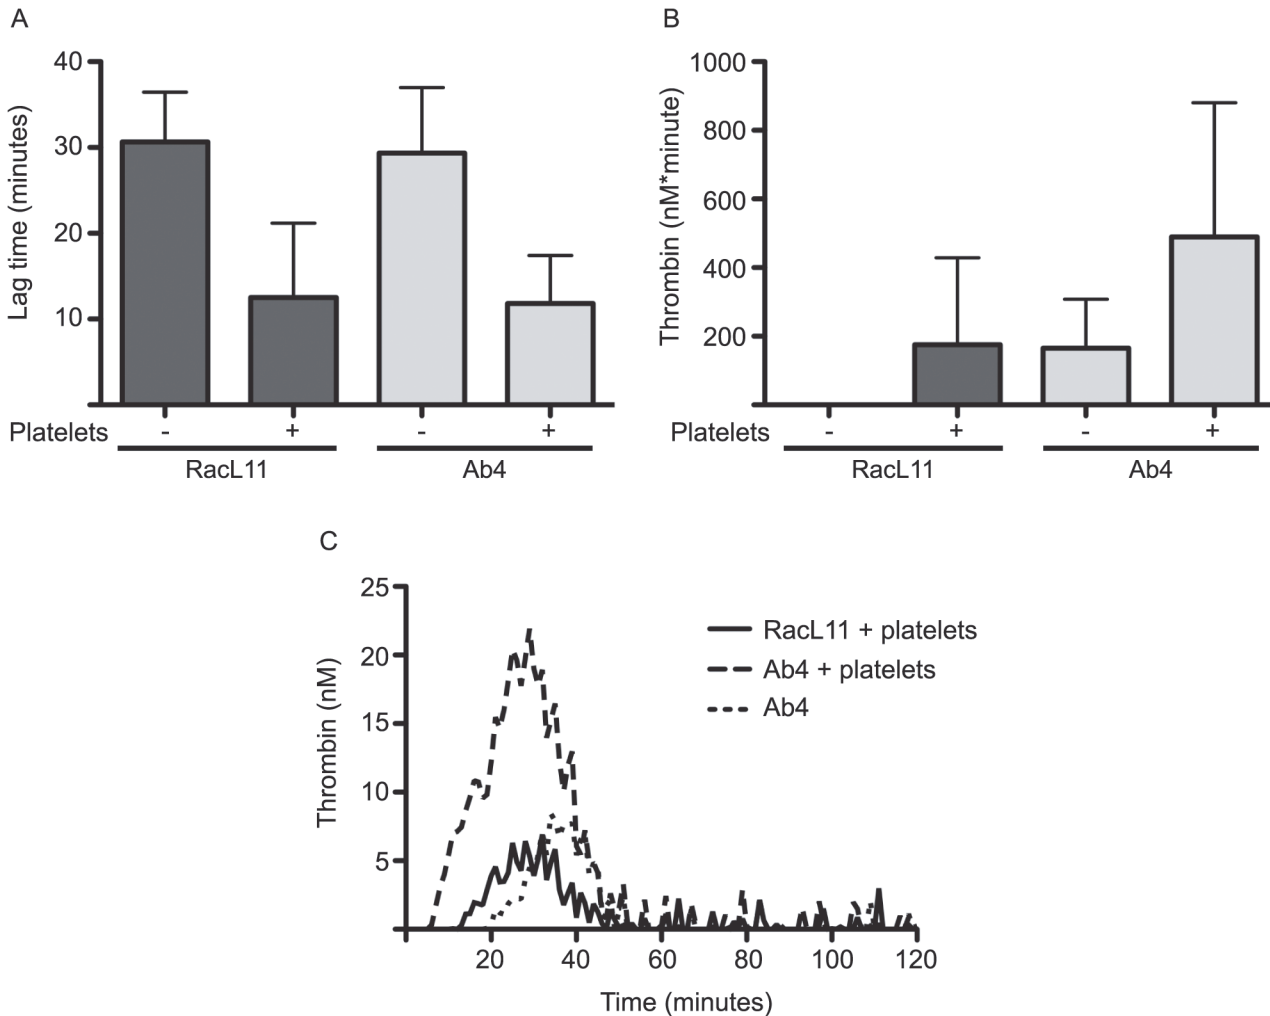 A
Lag time (minutes)
40
30
20
10
Platelets - + - +
RacL11 Ab4
B
Thrombin (nM*minute)
1000
800
600
400
200
Platelets - + - +
RacL11 Ab4
C
Thrombin (nM)
25
20
15
10
5
20 40 60 80 100 120
Time (minutes)
RacL11 + platelets
Ab4 + platelets
Ab4